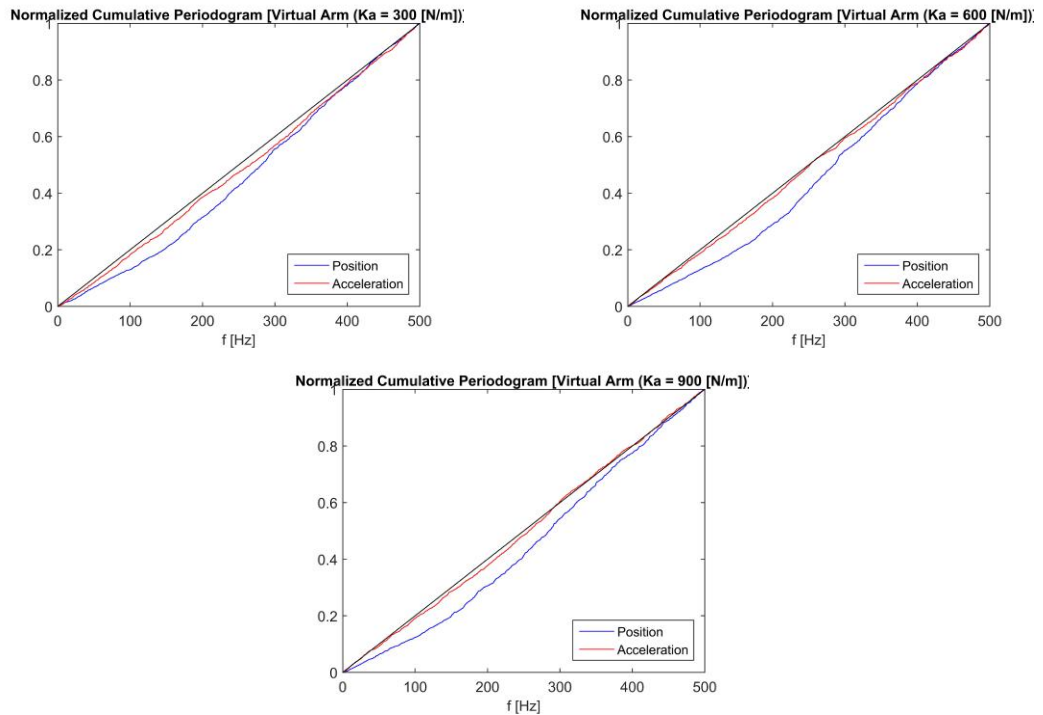 Normalized Cumulative Periodogram [Virtual Arm (Ka = 300 [N/m])]
1
0.8
0.6
0.4
0.2
0
0 100 200 300 400 500
f [Hz]
Position
Acceleration
Normalized Cumulative Periodogram [Virtual Arm (Ka = 600 [N/m])]
1
0.8
0.6
0.4
0.2
0
0 100 200 300 400 500
f [Hz]
Position
Acceleration
Normalized Cumulative Periodogram [Virtual Arm (Ka = 900 [N/m])]
1
0.8
0.6
0.4
0.2
0
0 100 200 300 400 500
f [Hz]
Position
Acceleration